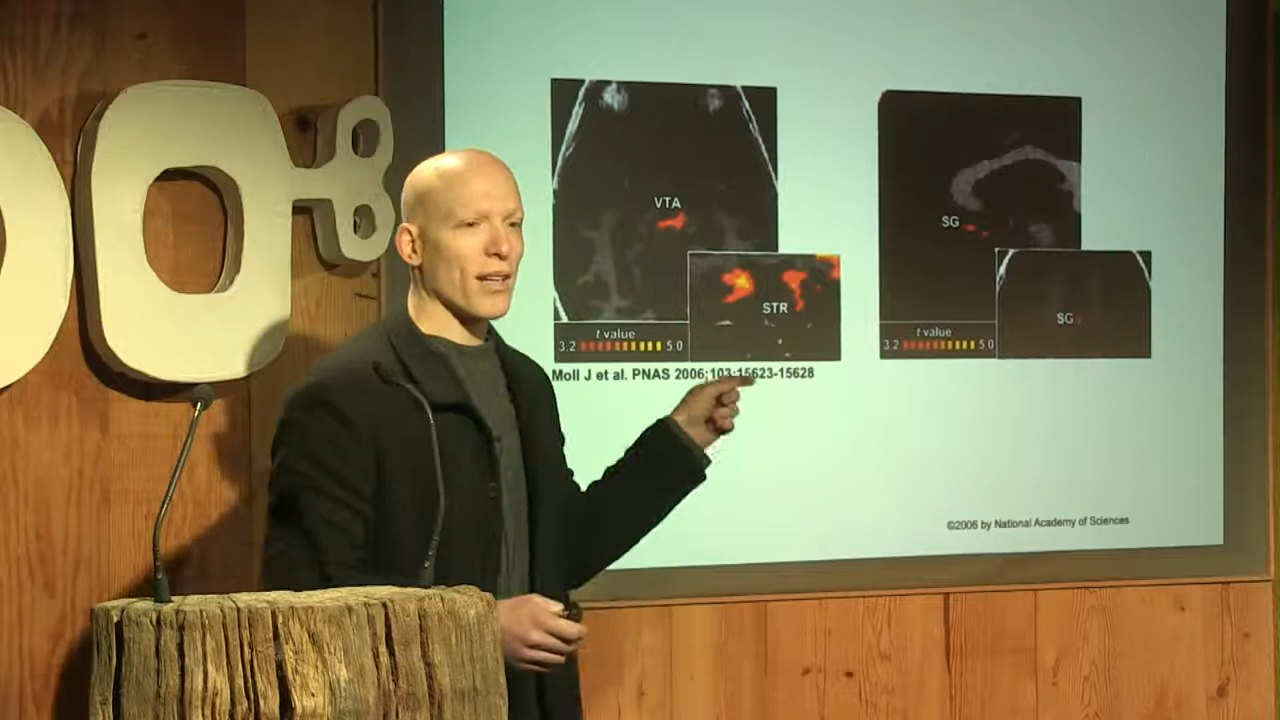 VTA
STR
t value
3.2 5.0
Moll J et al. PNAS 2006;103:15623-15628
SG
SG
t value
3.2 5.0
©2006 by National Academy of Sciences